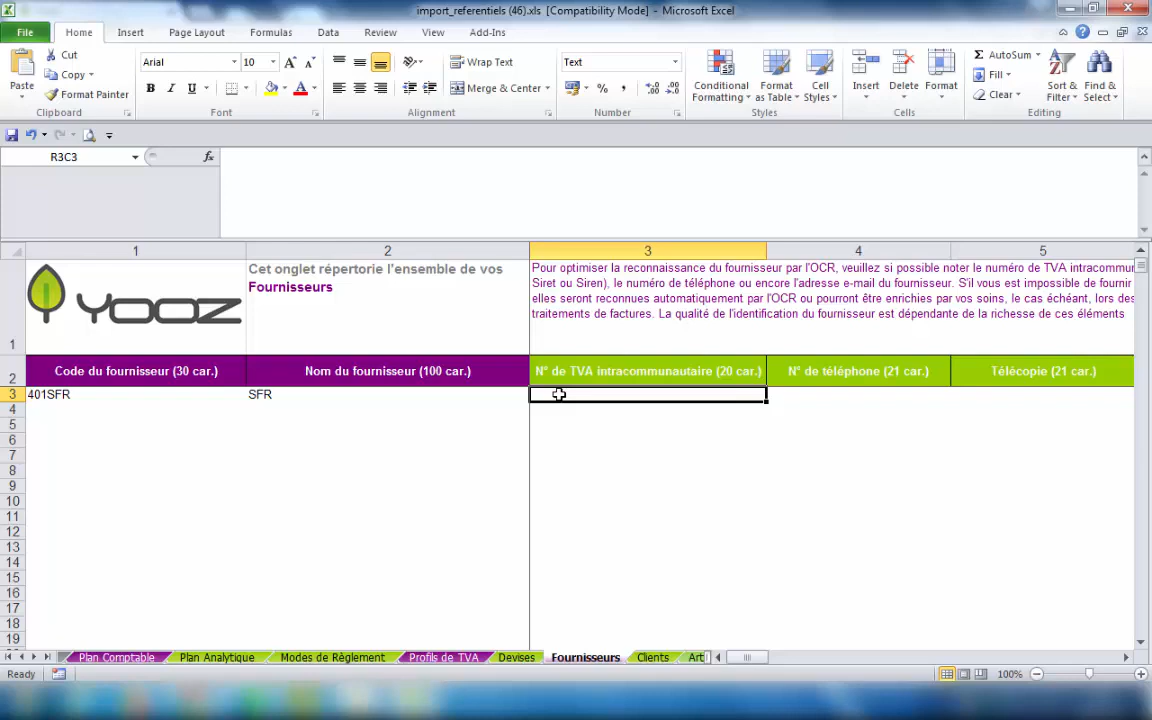 import_referentiels (46).xls [Compatibility Mode] - Microsoft Excel
File Home Insert Page Layout Formulas Data Review View Add-Ins
Paste
Cut
Copy
Format Painter
Clipboard
Arial 10
B I U
Font
Wrap Text
Merge & Center
Alignment
Text
% ,
Number
Conditional Formatting
Format as Table
Cell Styles
Styles
Insert Delete Format
Cells
AutoSum
Fill
Clear
Sort & Filter
Find & Select
Editing
R3C3 fx
1 2 3 4 5
YOOZ
Cet onglet répertorie l'ensemble de vos
Fournisseurs
Pour optimiser la reconnaissance du fournisseur par l'OCR, veuillez si possible noter le numéro de TVA intracommun
Siret ou Siren), le numéro de téléphone ou encore l'adresse e-mail du fournisseur. S'il vous est impossible de fournir
elles seront reconnues automatiquement par l'OCR ou pourront être enrichies par vos soins, le cas échéant, lors des
traitements de factures. La qualité de l'identification du fournisseur est dépendante de la richesse de ces éléments
1
2 Code du fournisseur (30 car.) Nom du fournisseur (100 car.) N° de TVA intracommunautaire (20 car.) N° de téléphone (21 car.) Télécopie (21 car.)
3 401SFR SFR
4
5
6
7
8
9
10
11
12
13
14
15
16
17
18
19
Plan Comptable Plan Analytique Modes de Règlement Profils de TVA Devises Fournisseurs Clients Art
Ready 100%